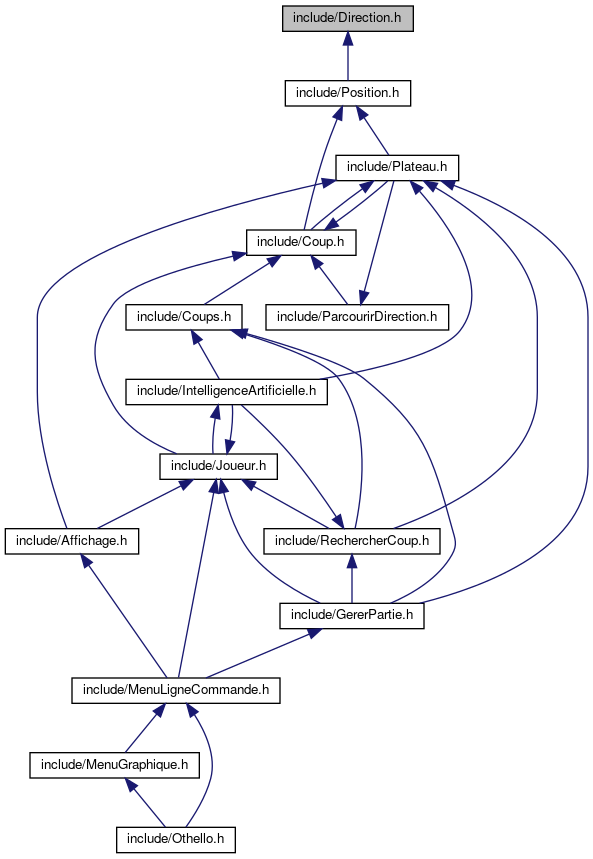 include/Direction.h
include/Position.h
include/Plateau.h
include/Coup.h
include/Coups.h
include/ParcourirDirection.h
include/IntelligenceArtificielle.h
include/Joueur.h
include/Affichage.h
include/RechercherCoup.h
include/GererPartie.h
include/MenuLigneCommande.h
include/MenuGraphique.h
include/Othello.h